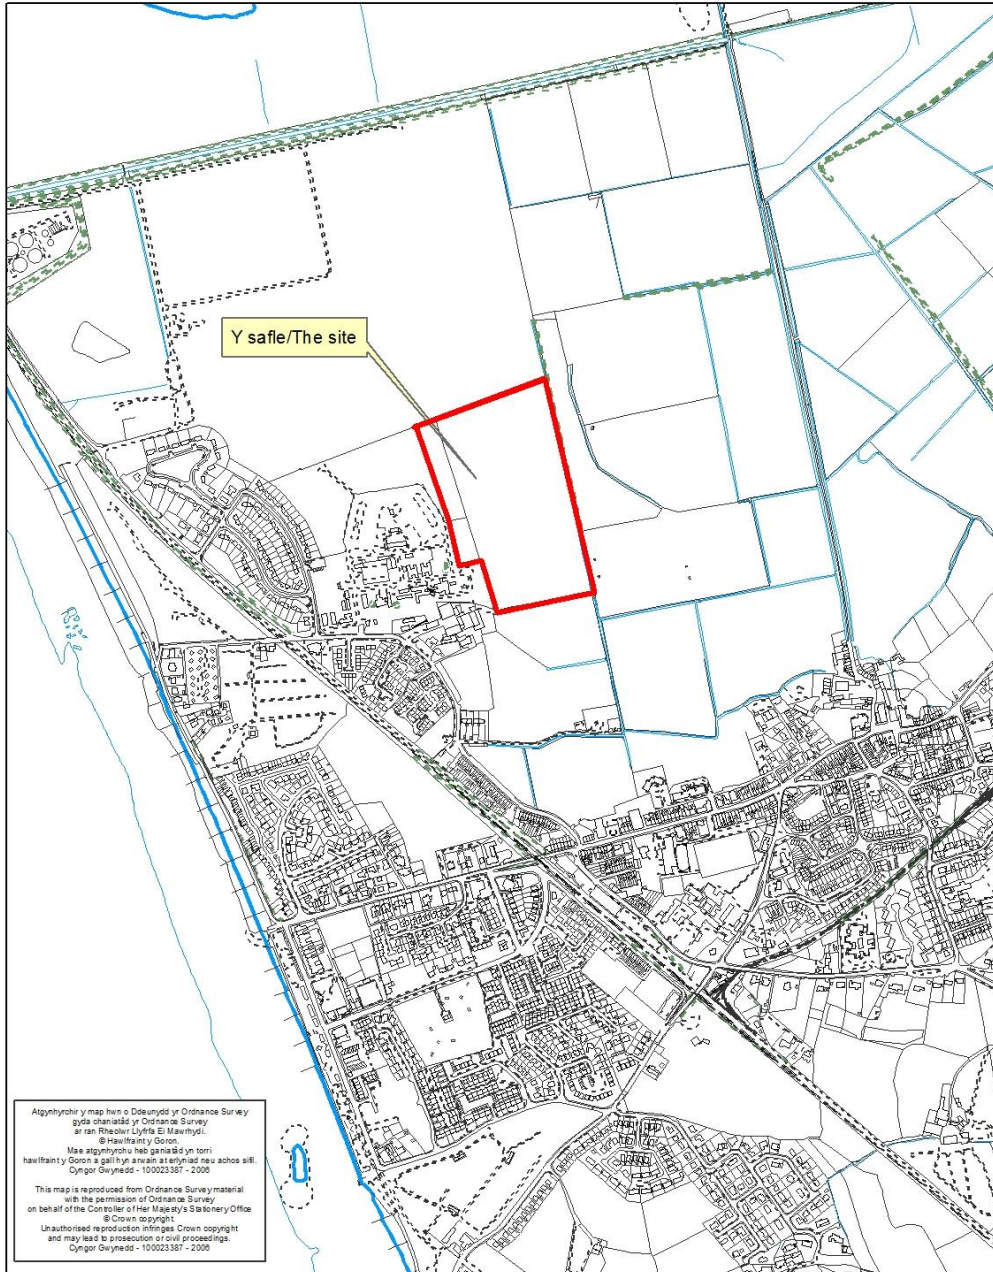 Y safle/The site
Atgynhyrchir y map hwn o Ddeunydd yr Ordnance Survey
gyda chaniatâd yr Ordnance Survey
ar ran Rheolwr Llyfrfa Ei Mawrhydi.
© Hawlfraint y Goron.
Mae atgynhyrchu heb ganiatâd yn torri
hawlfraint y Goron a gall hyn arwain at erlyniad neu achos sifil.
Cyngor Gwynedd - 100023387 - 2006
This map is reproduced from Ordnance Survey material
with the permission of Ordnance Survey
on behalf of the Controller of Her Majesty's Stationery Office
© Crown copyright.
Unauthorised reproduction infringes Crown copyright
and may lead to prosecution or civil proceedings.
Cyngor Gwynedd - 100023387 - 2006